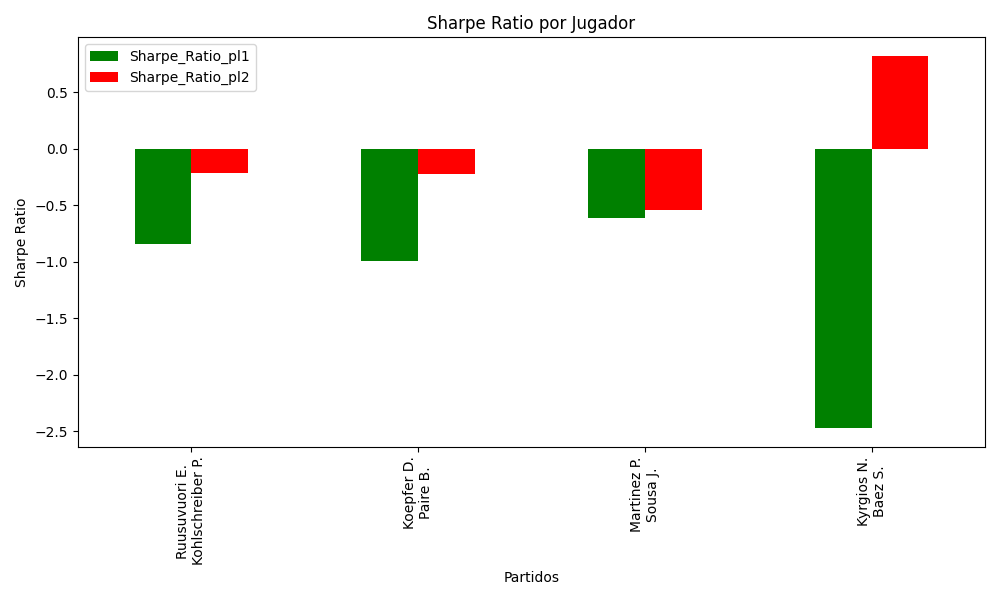 Sharpe Ratio por Jugador
Sharpe_Ratio_pl1
Sharpe_Ratio_pl2
Sharpe Ratio
0.5
0.0
−0.5
−1.0
−1.5
−2.0
−2.5
Ruusuvuori E.
Kohlschreiber P.
Koepfer D.
Paire B.
Martinez P.
Sousa J.
Kyrgios N.
Baez S.
Partidos